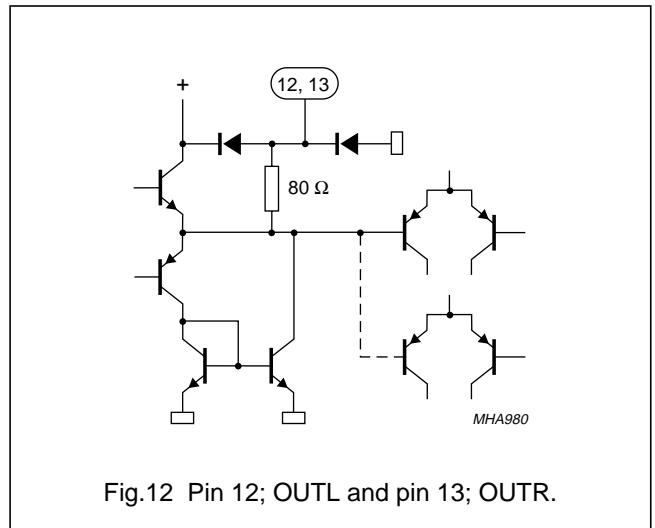 +
12, 13
80 Ω
MHA980
Fig.12 Pin 12; OUTL and pin 13; OUTR.